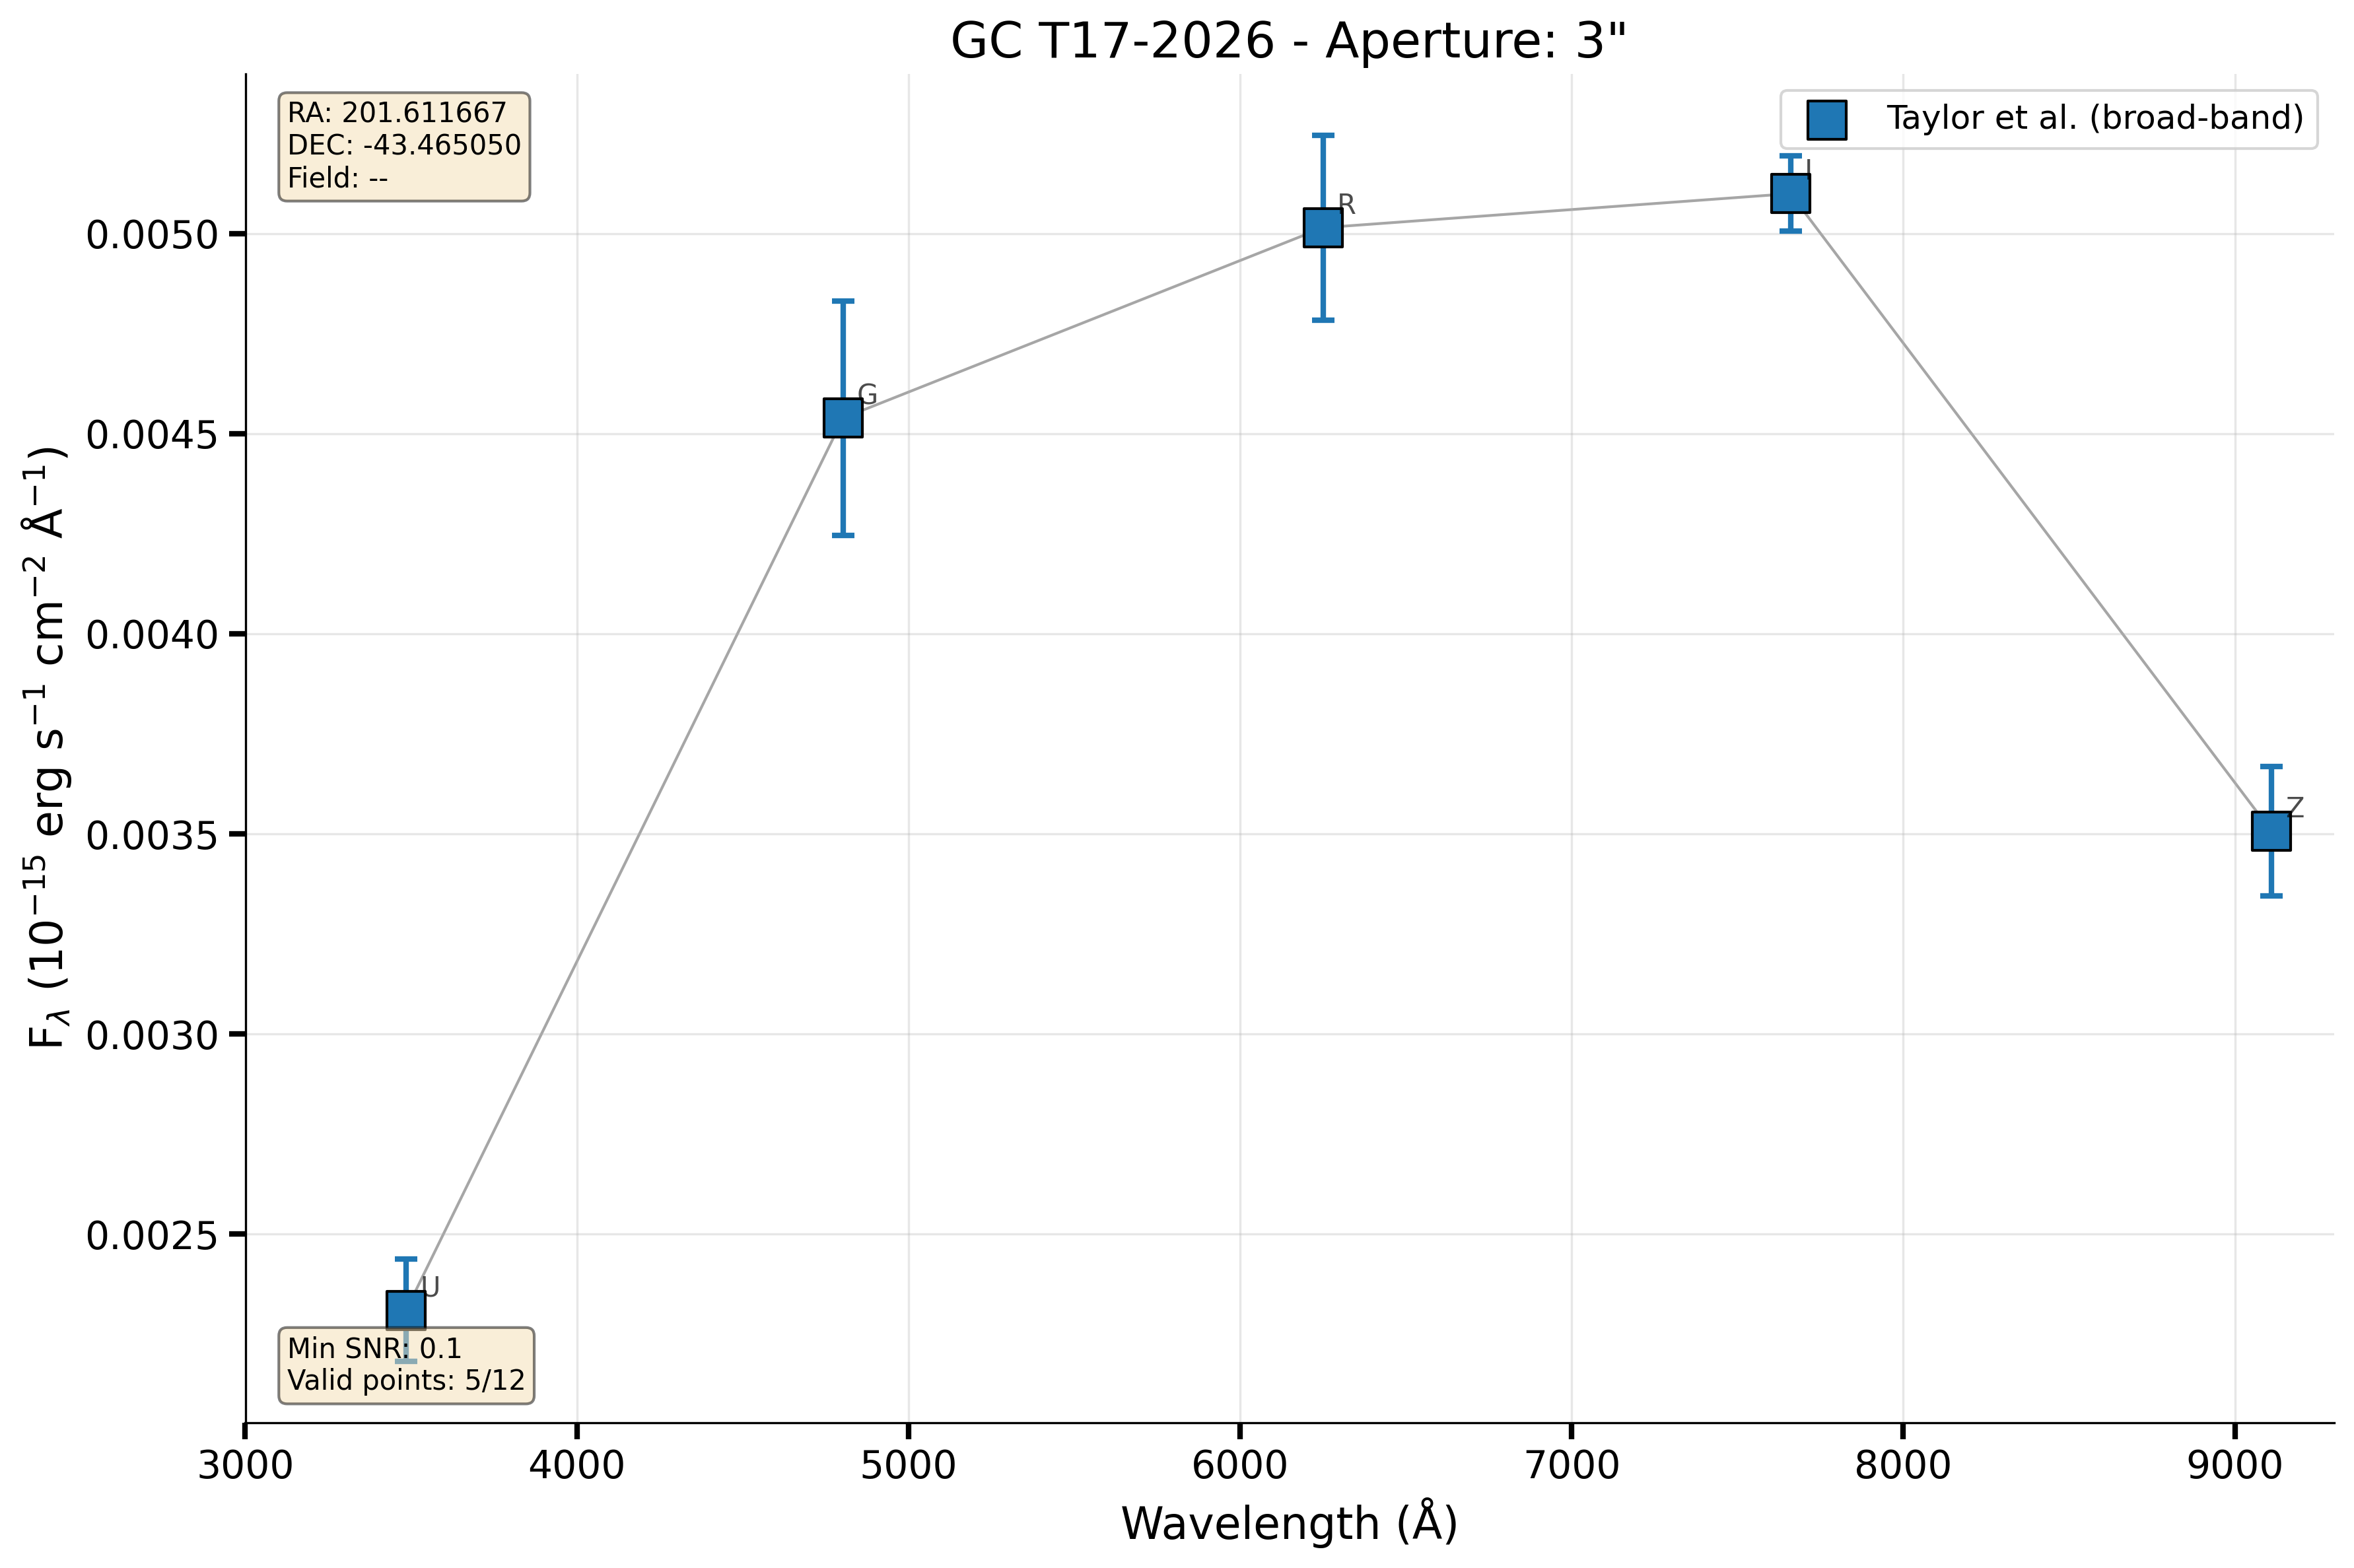 GC T17-2026 - Aperture: 3"
RA: 201.611667
DEC: -43.465050
Field: --
Taylor et al. (broad-band)
I
R
G
Z
U
Min SNR: 0.1
Valid points: 5/12
0.0050
0.0045
0.0040
0.0035
0.0030
0.0025
F_λ (10⁻¹⁵ erg s⁻¹ cm⁻² Å⁻¹)
3000 4000 5000 6000 7000 8000 9000
Wavelength (Å)